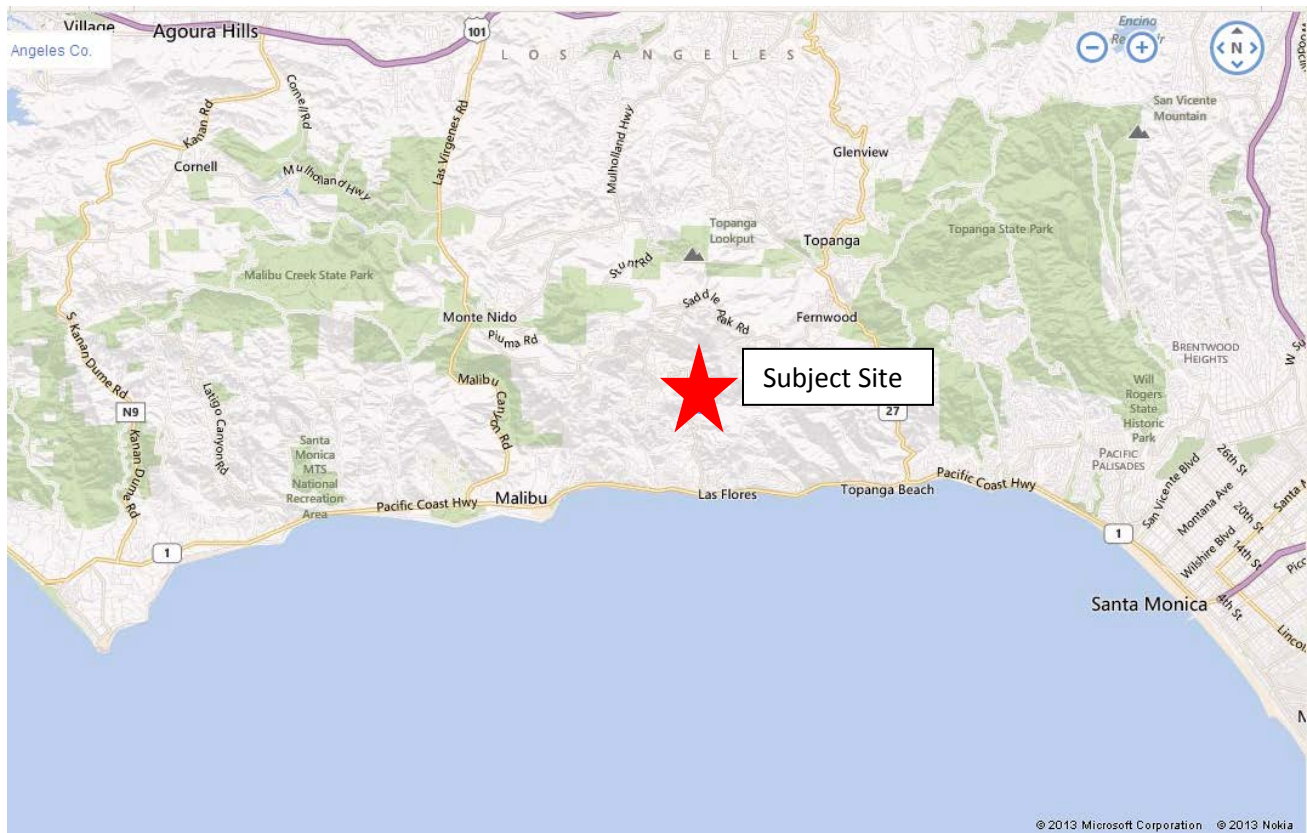 Village
Agoura Hills
101
Angeles Co.
LOS ANGELES
Encino
N
Cornell Rd
Kanan Rd
Las Virgenes Rd
Mulholland Hwy
San Vicente
Mountain
Cornell
Mulholland Hwy
Glenview
Topanga
Lookput
Topanga
Topanga State Park
Stunt Rd
Malibu Creek State Park
Saddle Peak Rd
Monte Nido
Fernwood
Piuma Rd
S Kanan Dume Rd
BRENTWOOD
HEIGHTS
Subject Site
Malibu Canyon Rd
Latigo Canyon Rd
Will
Rogers
State
Historic
Park
N9
27
Kanan Dume Rd
Santa
Monica
MTS
National
Recreation
Area
PACIFIC
PALISADES
26th St
San Vicente Blvd
Montana Ave
20th St
Pacific Coast Hwy
Malibu
Las Flores
Topanga Beach
Pacific Coast Hwy
1
1
Wilshire Blvd
14th St
4th St
Santa Monica
© 2013 Microsoft Corporation © 2013 Nokia